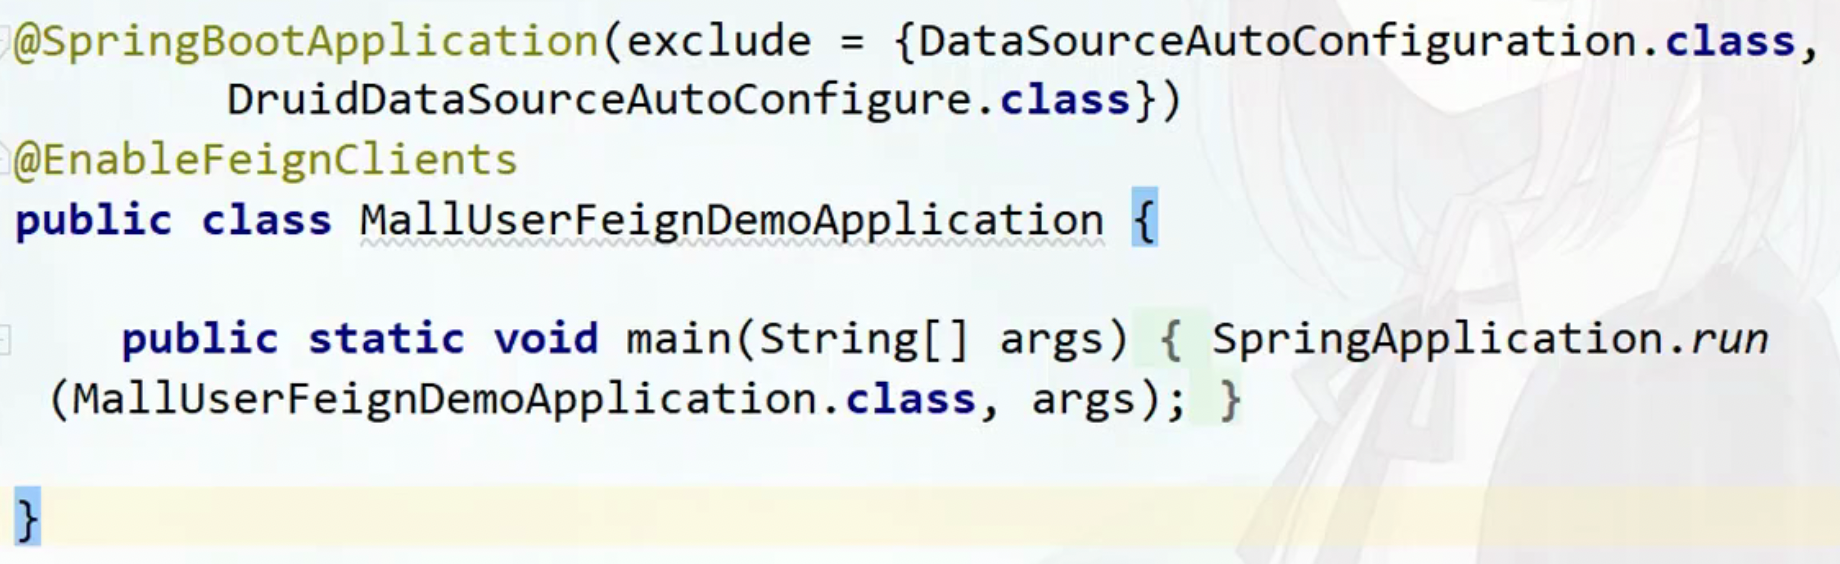 @SpringBootApplication(exclude = {DataSourceAutoConfiguration.class,
DruidDataSourceAutoConfigure.class})
@EnableFeignClients
public class MallUserFeignDemoApplication {
public static void main(String[] args) { SpringApplication.run
(MallUserFeignDemoApplication.class, args); }
}